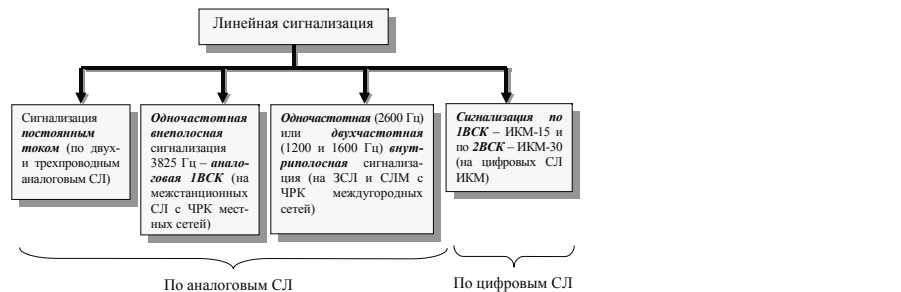 Линейная сигнализация
Сигнализация
постоянным
током (по двух-
и трехпроводным
аналоговым СЛ)
Одночастотная
внеполосная
сигнализация
3825 Гц – анало-
говая 1ВСК (на
межстанционных
СЛ с ЧРК мест-
ных сетей)
Одночастотная (2600 Гц)
или двухчастотная
(1200 и 1600 Гц) внут-
риполосная сигнализа-
ция (на ЗСЛ и СЛМ с
ЧРК междугородных
сетей)
Сигнализация по
1ВСК – ИКМ-15 и
по 2ВСК – ИКМ-30
(на цифровых СЛ
ИКМ)
По аналоговым СЛ
По цифровым СЛ